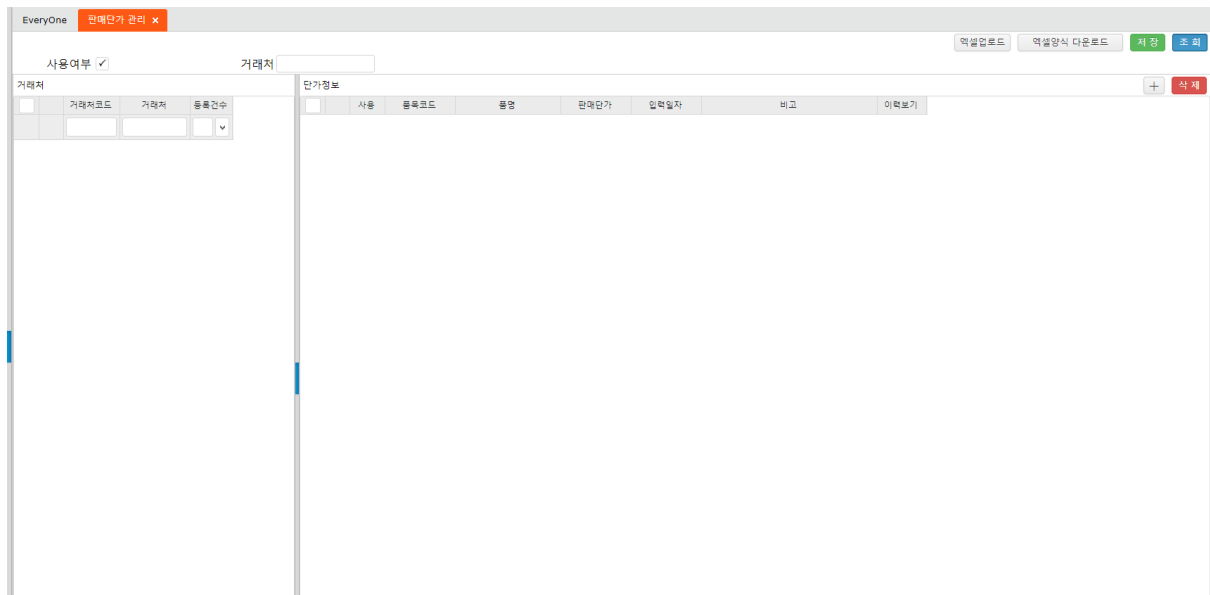 EveryOne 판매단가 관리 ×
엑셀업로드 엑셀양식 다운로드 저 장 조 회
사용여부 거래처
거래처
거래처코드 거래처 등록건수
단가정보 삭 제
사용 품목코드 품명 판매단가 입력일자 비고 이력보기